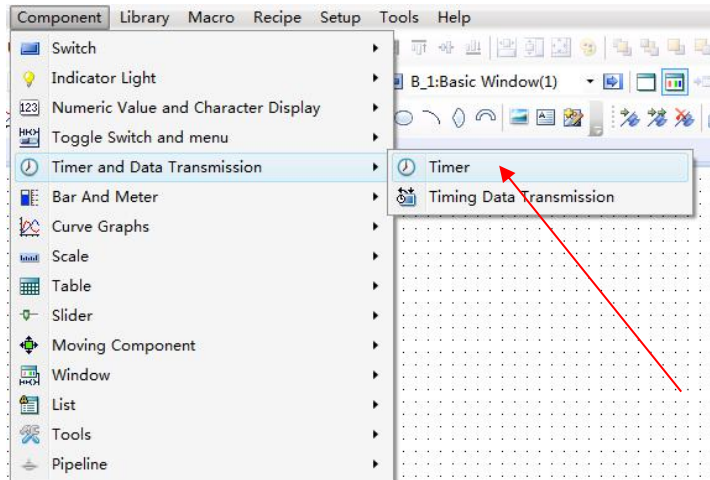 Component Library Macro Recipe Setup Tools Help
Switch
B_1:Basic Window(1)
Indicator Light
123 Numeric Value and Character Display
Toggle Switch and menu
Timer and Data Transmission
Timer
Bar And Meter
Timing Data Transmission
Curve Graphs
Scale
Table
Slider
Moving Component
Window
List
Tools
Pipeline